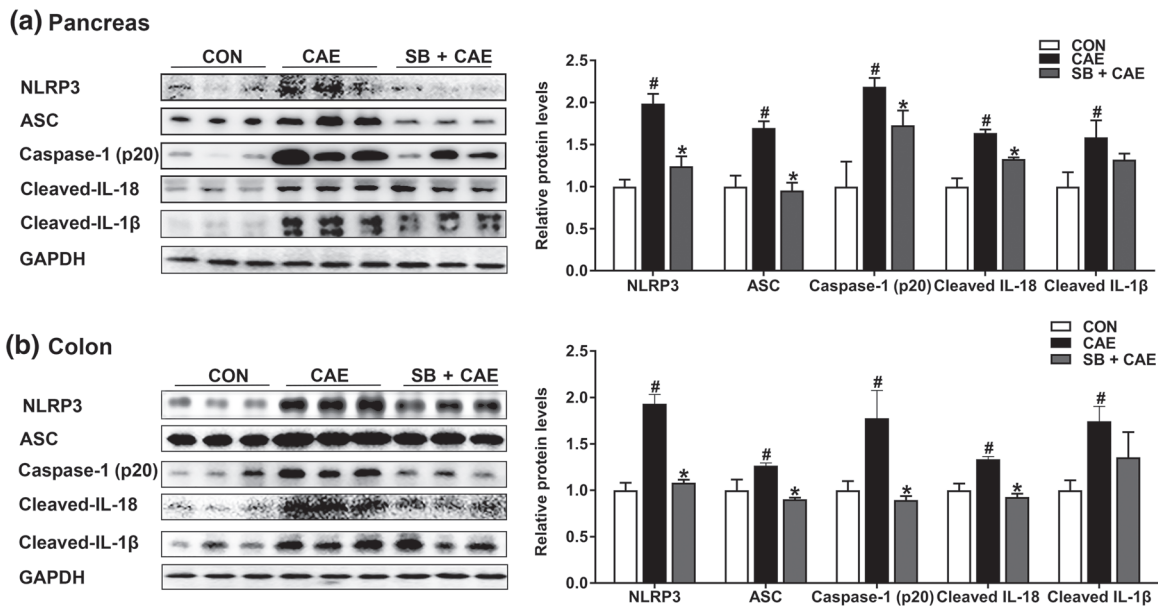 (a) Pancreas
CON CAE SB + CAE
NLRP3
ASC
Caspase-1 (p20)
Cleaved-IL-18
Cleaved-IL-1β
GAPDH
CON
CAE
SB + CAE
Relative protein levels
2.5
2.0
1.5
1.0
0.5
0.0
# * # * # * # * #
NLRP3 ASC Caspase-1 (p20) Cleaved IL-18 Cleaved IL-1β
(b) Colon
CON CAE SB + CAE
NLRP3
ASC
Caspase-1 (p20)
Cleaved-IL-18
Cleaved-IL-1β
GAPDH
CON
CAE
SB + CAE
Relative protein levels
2.5
2.0
1.5
1.0
0.5
0.0
# * # * # * # * #
NLRP3 ASC Caspase-1 (p20) Cleaved IL-18 Cleaved IL-1β